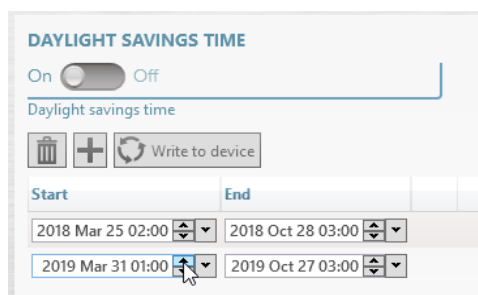 DAYLIGHT SAVINGS TIME
On Off
Daylight savings time
Write to device
Start End
2018 Mar 25 02:00 2018 Oct 28 03:00
2019 Mar 31 01:00 2019 Oct 27 03:00